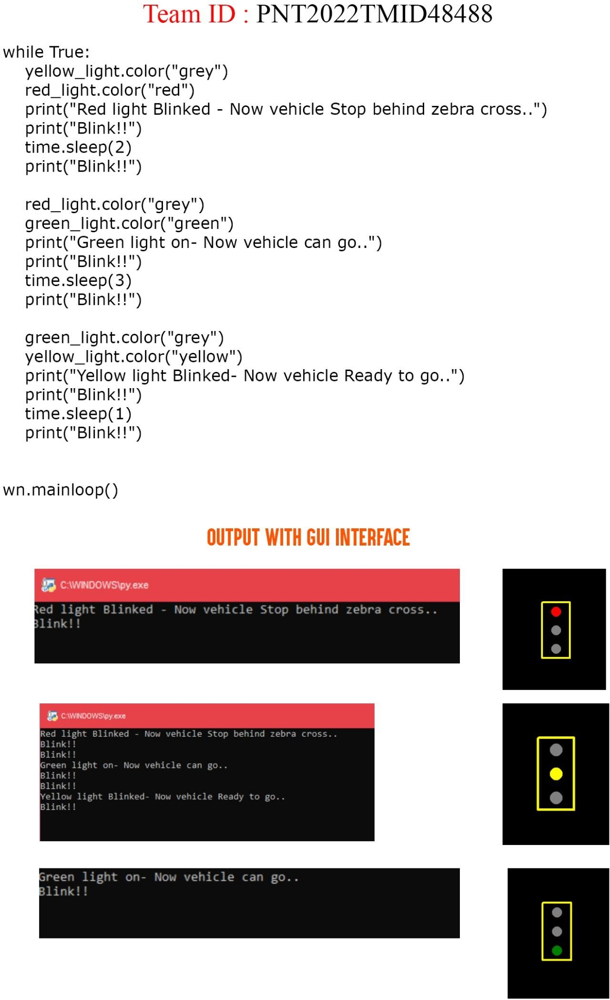 Team ID : PNT2022TMID48488
while True:
    yellow_light.color("grey")
    red_light.color("red")
    print("Red light Blinked - Now vehicle Stop behind zebra cross..")
    print("Blink!!")
    time.sleep(2)
    print("Blink!!")

    red_light.color("grey")
    green_light.color("green")
    print("Green light on- Now vehicle can go..")
    print("Blink!!")
    time.sleep(3)
    print("Blink!!")

    green_light.color("grey")
    yellow_light.color("yellow")
    print("Yellow light Blinked- Now vehicle Ready to go..")
    print("Blink!!")
    time.sleep(1)
    print("Blink!!")

wn.mainloop()
OUTPUT WITH GUI INTERFACE
C:\WINDOWS\py.exe
Red light Blinked - Now vehicle Stop behind zebra cross..
Blink!!
C:\WINDOWS\py.exe
Red light Blinked - Now vehicle Stop behind zebra cross..
Blink!!
Blink!!
Green light on- Now vehicle can go..
Blink!!
Blink!!
Yellow light Blinked- Now vehicle Ready to go..
Blink!!
Green light on- Now vehicle can go..
Blink!!